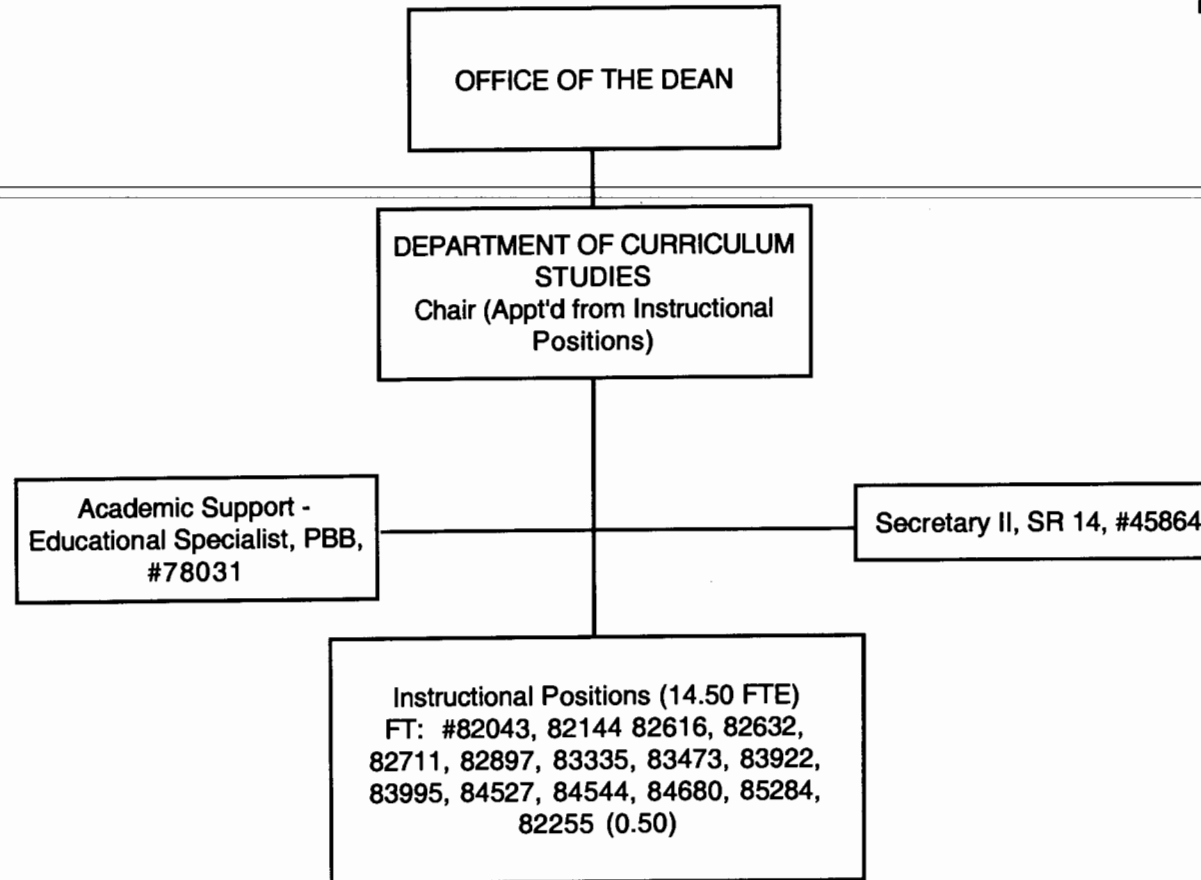 OFFICE OF THE DEAN
DEPARTMENT OF CURRICULUM
STUDIES
Chair (Appt'd from Instructional
Positions)
Academic Support -
Educational Specialist, PBB,
#78031
Secretary II, SR 14, #45864
Instructional Positions (14.50 FTE)
FT: #82043, 82144 82616, 82632,
82711, 82897, 83335, 83473, 83922,
83995, 84527, 84544, 84680, 85284,
82255 (0.50)